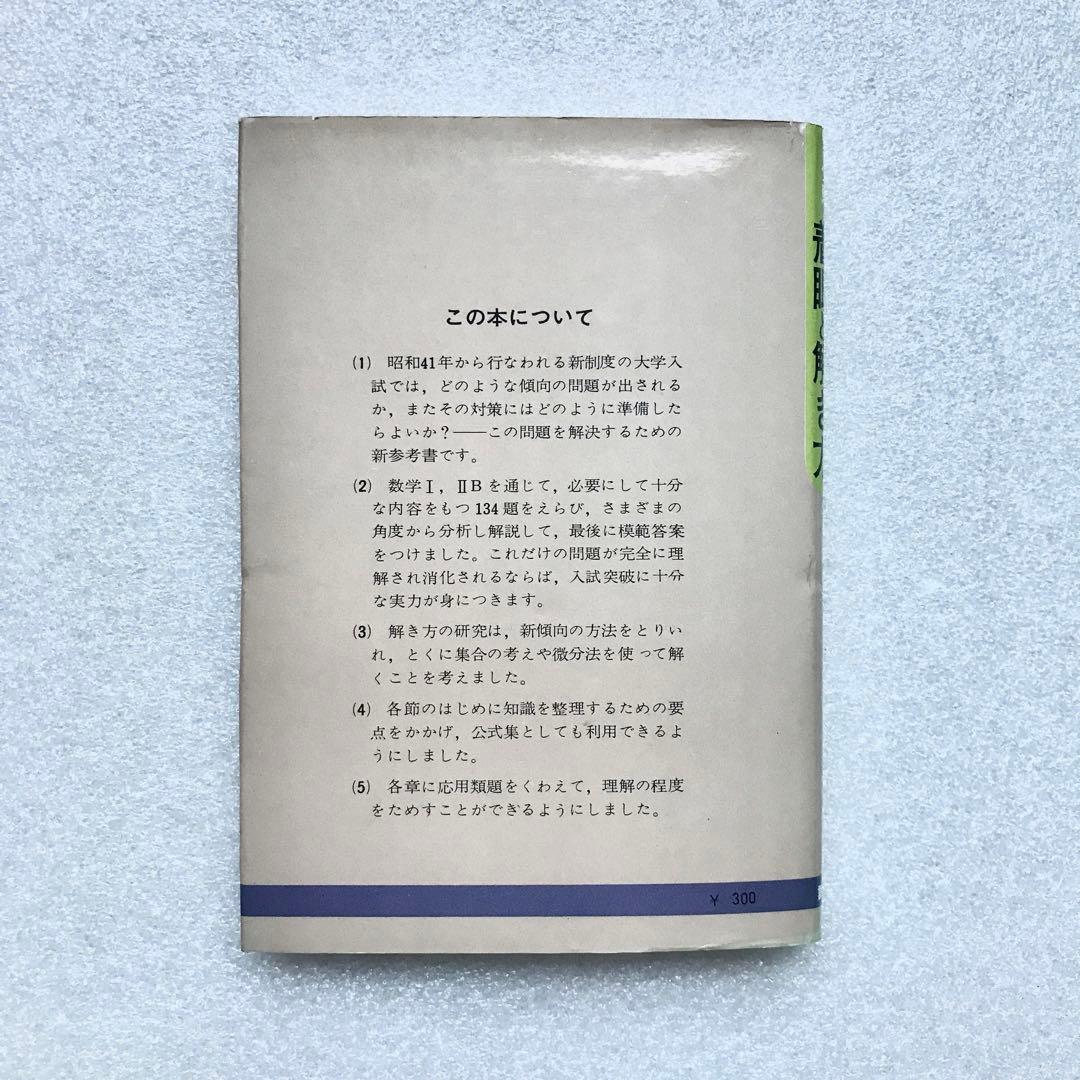 この本について
(1) 昭和41年から行なわれる新制度の大学入
試では，どのような傾向の問題が出される
か，またその対策にはどのように準備した
らよいか？──この問題を解決するための
新参考書です。
(2) 数学Ⅰ，ⅡBを通じて，必要にして十分
な内容をもつ134題をえらび，さまざまの
角度から分析し解説して，最後に模範答案
をつけました。これだけの問題が完全に理
解され消化されるならば，入試突破に十分
な実力が身につきます。
(3) 解き方の研究は，新傾向の方法をとりい
れ，とくに集合の考えや微分法を使って解
くことを考えました。
(4) 各節のはじめに知識を整理するための要
点をかかげ，公式集としても利用できるよ
うにしました。
(5) 各章に応用類題をくわえて，理解の程度
をためすことができるようにしました。
¥ 300
着眼と解き方